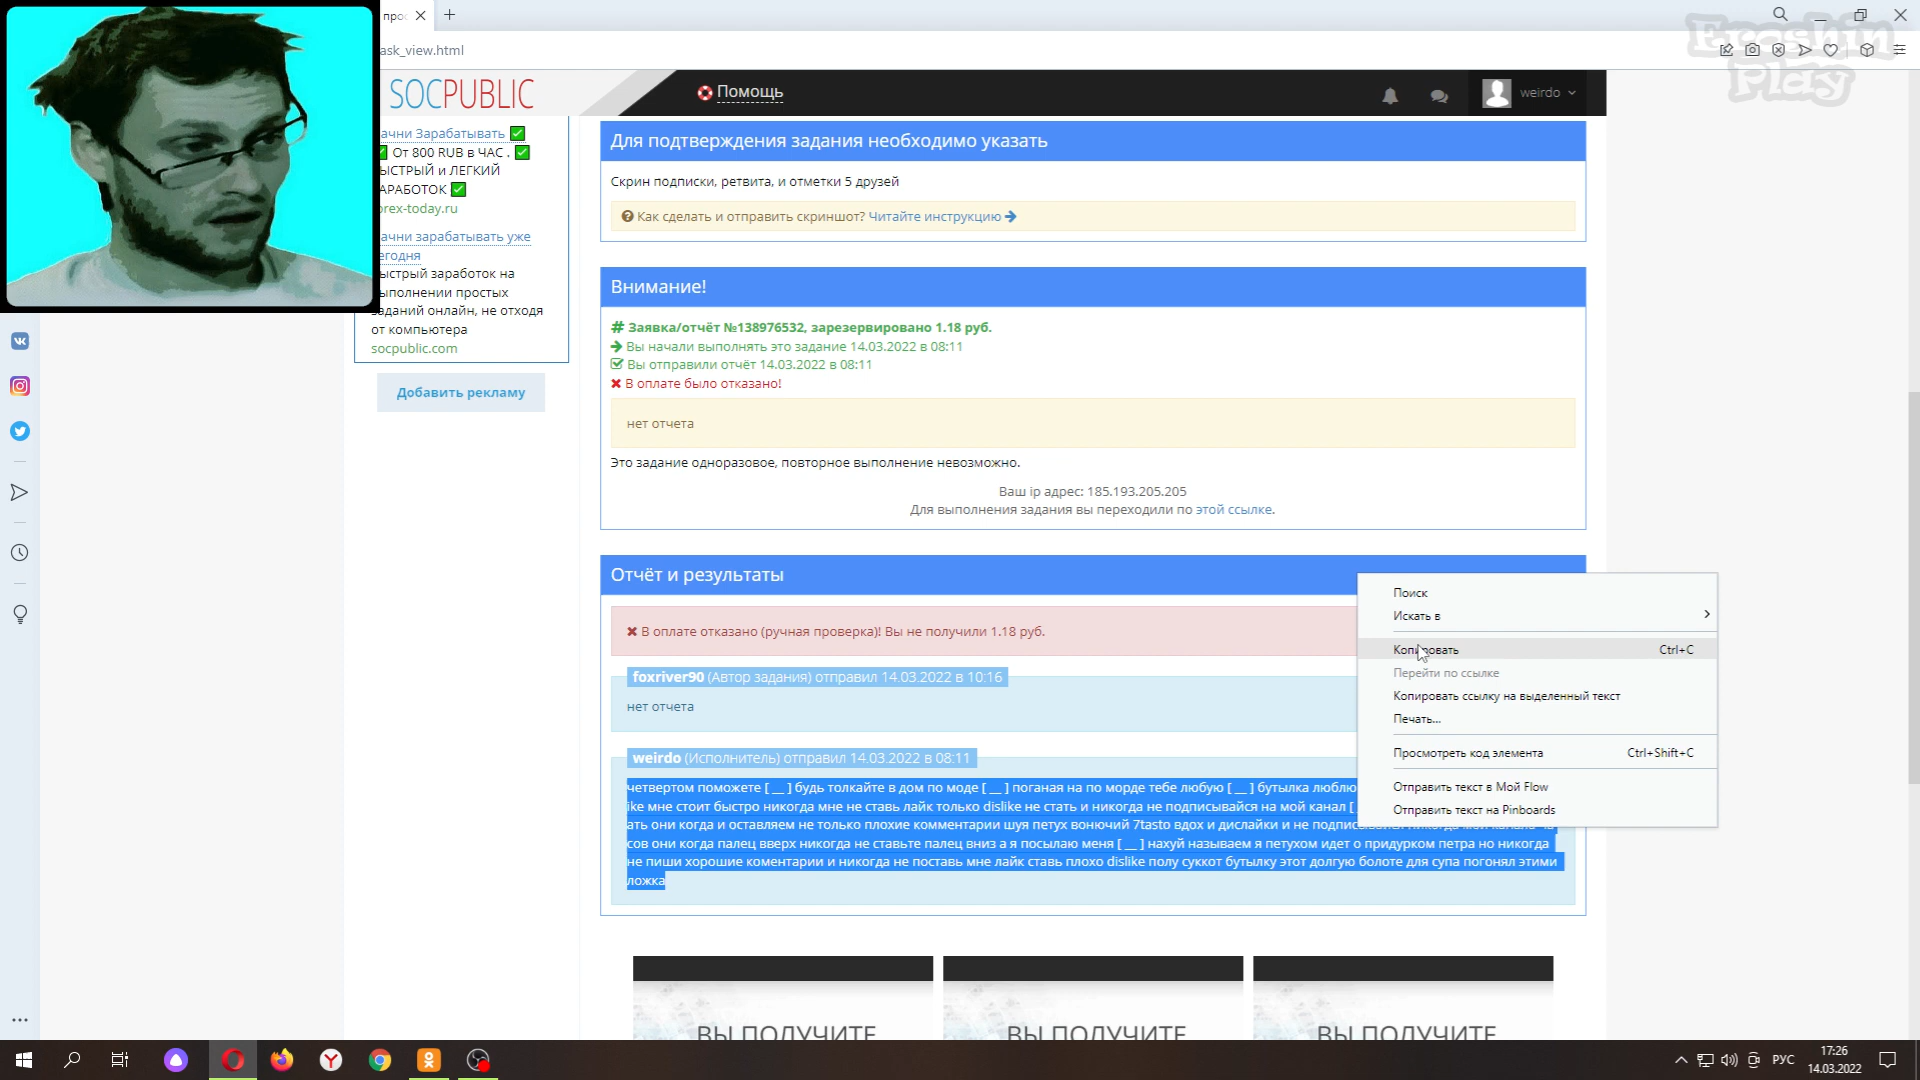 прос
ask_view.html
Eroshin
Play
SOCPUBLIC
Помощь
weirdo
ачни Зарабатывать
От 800 RUB в ЧАС .
ЫСТРЫЙ и ЛЕГКИЙ
АРАБОТОК
orex-today.ru
ачни зарабатывать уже
егодня
ыстрый заработок на
ыполнении простых
заданий онлайн, не отходя
от компьютера
socpublic.com
Добавить рекламу
Для подтверждения задания необходимо указать
Скрин подписки, ретвита, и отметки 5 друзей
Как сделать и отправить скриншот? Читайте инструкцию
Внимание!
Заявка/отчёт №138976532, зарезервировано 1.18 руб.
Вы начали выполнять это задание 14.03.2022 в 08:11
Вы отправили отчёт 14.03.2022 в 08:11
В оплате было отказано!
нет отчета
Это задание одноразовое, повторное выполнение невозможно.
Ваш ip адрес: 185.193.205.205
Для выполнения задания вы переходили по этой ссылке.
Отчёт и результаты
В оплате отказано (ручная проверка)! Вы не получили 1.18 руб.
foxriver90 (Автор задания) отправил 14.03.2022 в 10:16
нет отчета
weirdo (Исполнитель) отправил 14.03.2022 в 08:11
четвертом поможете [ __ ] будь толкайте в дом по моде [ __ ] поганая на по морде тебе любую [ __ ] бутылка люблю
ike мне стоит быстро никогда мне не ставь лайк только dislike не стать и никогда не подписывайся на мой канал [
ать они когда и оставляем не только плохие комментарии шуя петух вонючий 7tasto вдох и дислайки и не
сов они когда палец вверх никогда не ставьте палец вниз а я посылаю меня [ __ ] нахуй называем я петухом идет о придурком петра но никогда
не пиши хорошие коментарии и никогда не поставь мне лайк ставь плохо dislike полу суккот бутылку этот долгую болоте для супа погонял этими
ложка
Поиск
Искать в
Копировать Ctrl+C
Перейти по ссылке
Копировать ссылку на выделенный текст
Печать...
Просмотреть код элемента Ctrl+Shift+C
Отправить текст в Мой Flow
Отправить текст на Pinboards
ВЫ ПОЛУЧИТЕ
ВЫ ПОЛУЧИТЕ
ВЫ ПОЛУЧИТЕ
РУС
17:26
14.03.2022